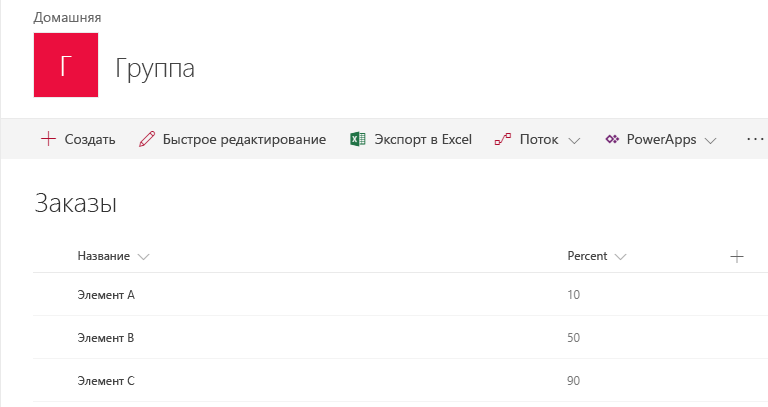 Домашняя
Г
Группа
Создать Быстрое редактирование Экспорт в Excel Поток PowerApps ...
Заказы
Название Percent
Элемент A 10
Элемент B 50
Элемент C 90